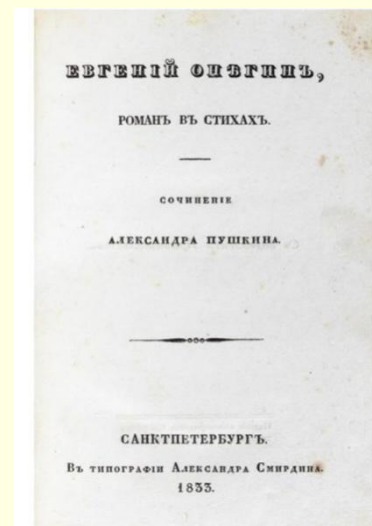 ЕВГЕНІЙ ОНѢГИНЪ,
РОМАНЪ ВЪ СТИХАХЪ.
СОЧИНЕНІЕ
АЛЕКСАНДРА ПУШКИНА.
САНКТПЕТЕРБУРГЪ.
Въ типографіи Александра Смирдина.
1833.